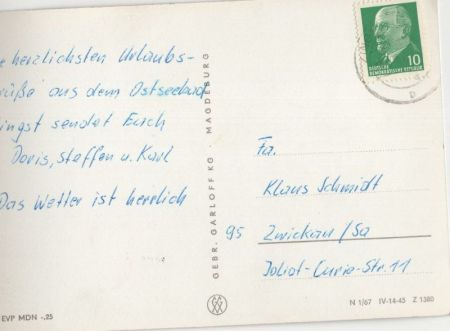 e herzlichsten Urlaubs-
rüße aus dem Ostseebad
ingst sendet Euch
Doris, Steffen u. Karl
Das Wetter ist herrlich
GEBR. GARLOFF KG · MAGDEBURG
EVP MDN -,25
10
DEUTSCHE
DEMOKRATISCHE REPUBLIK
Fa.
Klaus Schmidt
95 Zwickau/Sa
Joliot-Curie-Str. 11
N 1/67 IV-14-45 Z 1380